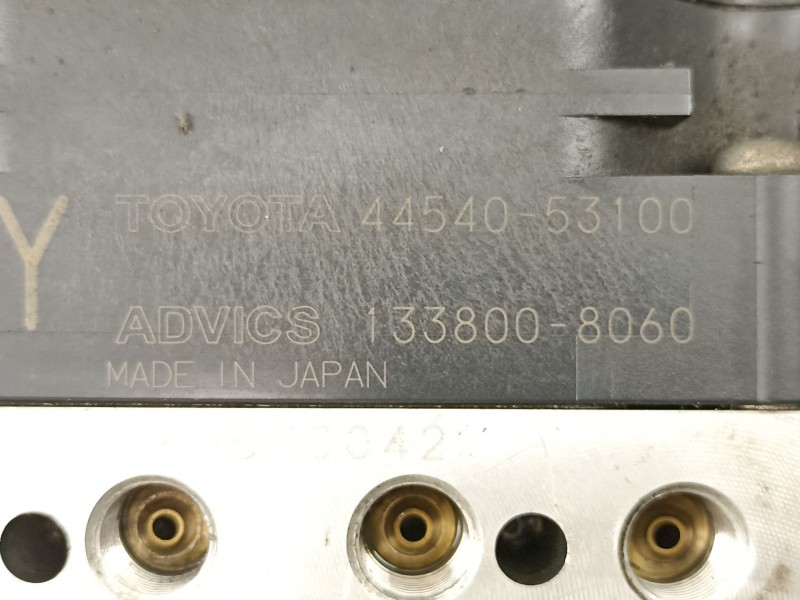 TOYOTA 44540-53100
Y
ADVICS 133800-8060
MADE IN JAPAN